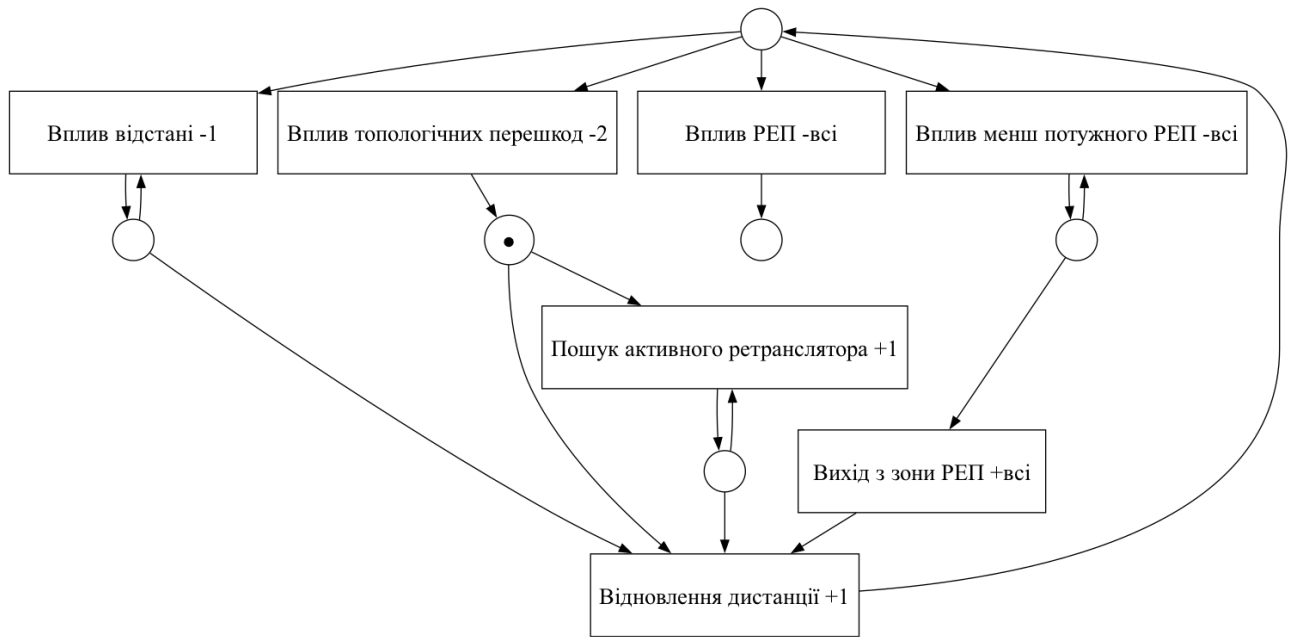 Вплив відстані -1
Вплив топологічних перешкод -2
Вплив РЕП -всі
Вплив менш потужного РЕП -всі
Пошук активного ретранслятора +1
Вихід з зони РЕП +всі
Відновлення дистанції +1